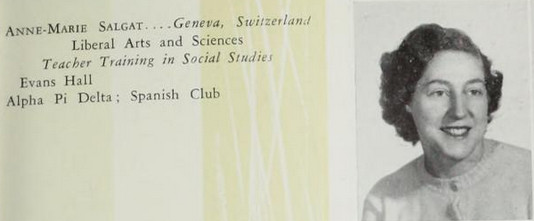 ANNE-MARIE SALGAT....Geneva, Switzerland
Liberal Arts and Sciences
Teacher Training in Social Studies
Evans Hall
Alpha Pi Delta; Spanish Club